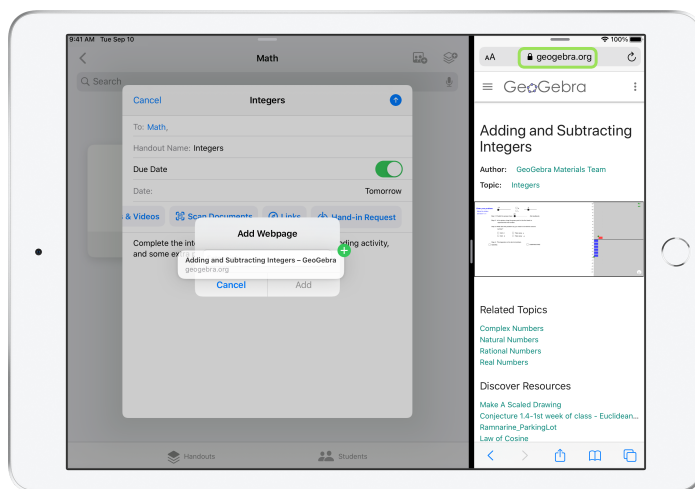 9:41 AM Tue Sep 10
Math
Q Search
Cancel
Integers
To: Math,
Handout Name: Integers
Due Date
Date:
Tomorrow
& Videos
Scan Documents
Links
Hand-in Request
Add Webpage
Complete the
ding activity,
and some
Adding and Subtracting Integers – GeoGebra
geogebra.org
Cancel
Add
Handouts
Students
100%
AA
geogebra.org
GeoGebra
Adding and Subtracting
Integers
Author: GeoGebra Materials Team
Topic: Integers
Related Topics
Complex Numbers
Natural Numbers
Rational Numbers
Real Numbers
Discover Resources
Make A Scaled Drawing
Conjecture 1.4-1st week of class - Euclidean...
Ramnarine_ParkingLot
Law of Cosine